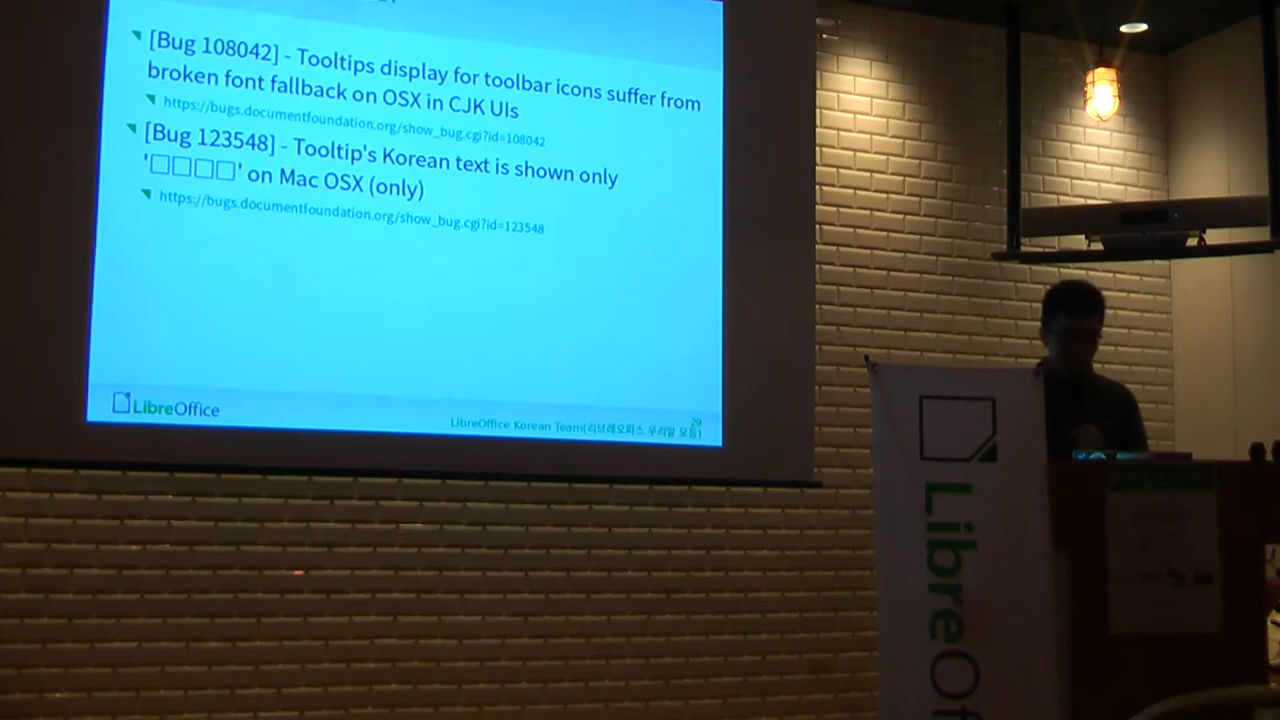 [Bug 108042] - Tooltips display for toolbar icons suffer from
broken font fallback on OSX in CJK UIs
https://bugs.documentfoundation.org/show_bug.cgi?id=108042
[Bug 123548] - Tooltip's Korean text is shown only
'□□□□' on Mac OSX (only)
https://bugs.documentfoundation.org/show_bug.cgi?id=123548
LibreOffice
29
LibreOffice Korean Team(리브레오피스 우리말 모듬)
LibreOf